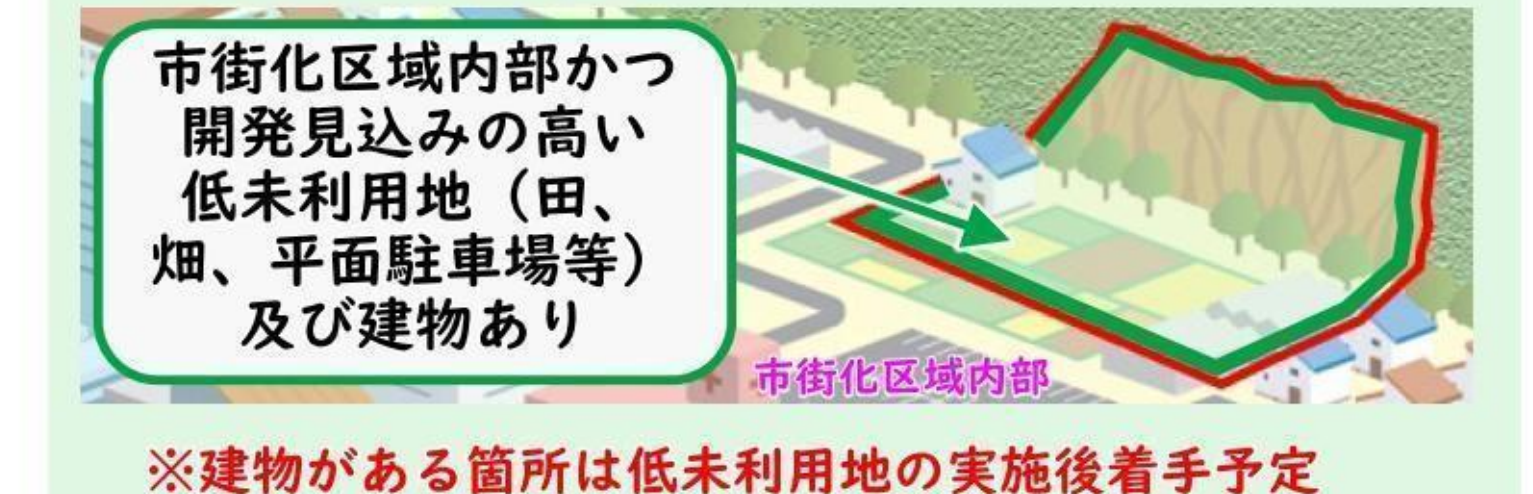 市街化区域内部かつ
開発見込みの高い
低未利用地（田、
畑、平面駐車場等）
及び建物あり
市街化区域内部
※建物がある箇所は低未利用地の実施後着手予定